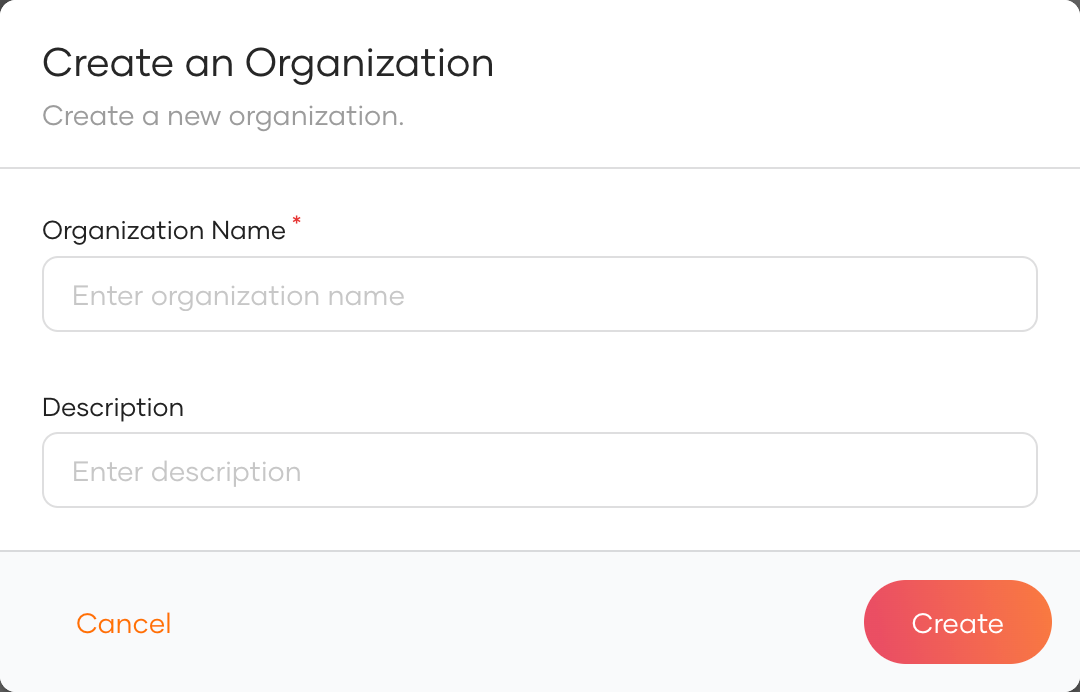 Create an Organization
Create a new organization.
Organization Name *
Enter organization name
Description
Enter description
Cancel
Create